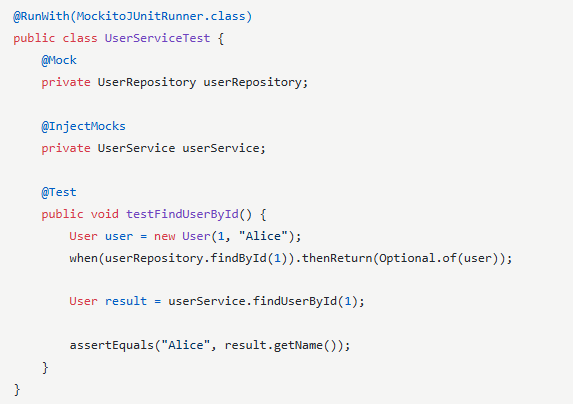 @RunWith(MockitoJUnitRunner.class)
public class UserServiceTest {
    @Mock
    private UserRepository userRepository;

    @InjectMocks
    private UserService userService;

    @Test
    public void testFindUserById() {
        User user = new User(1, "Alice");
        when(userRepository.findById(1)).thenReturn(Optional.of(user));

        User result = userService.findUserById(1);

        assertEquals("Alice", result.getName());
    }
}